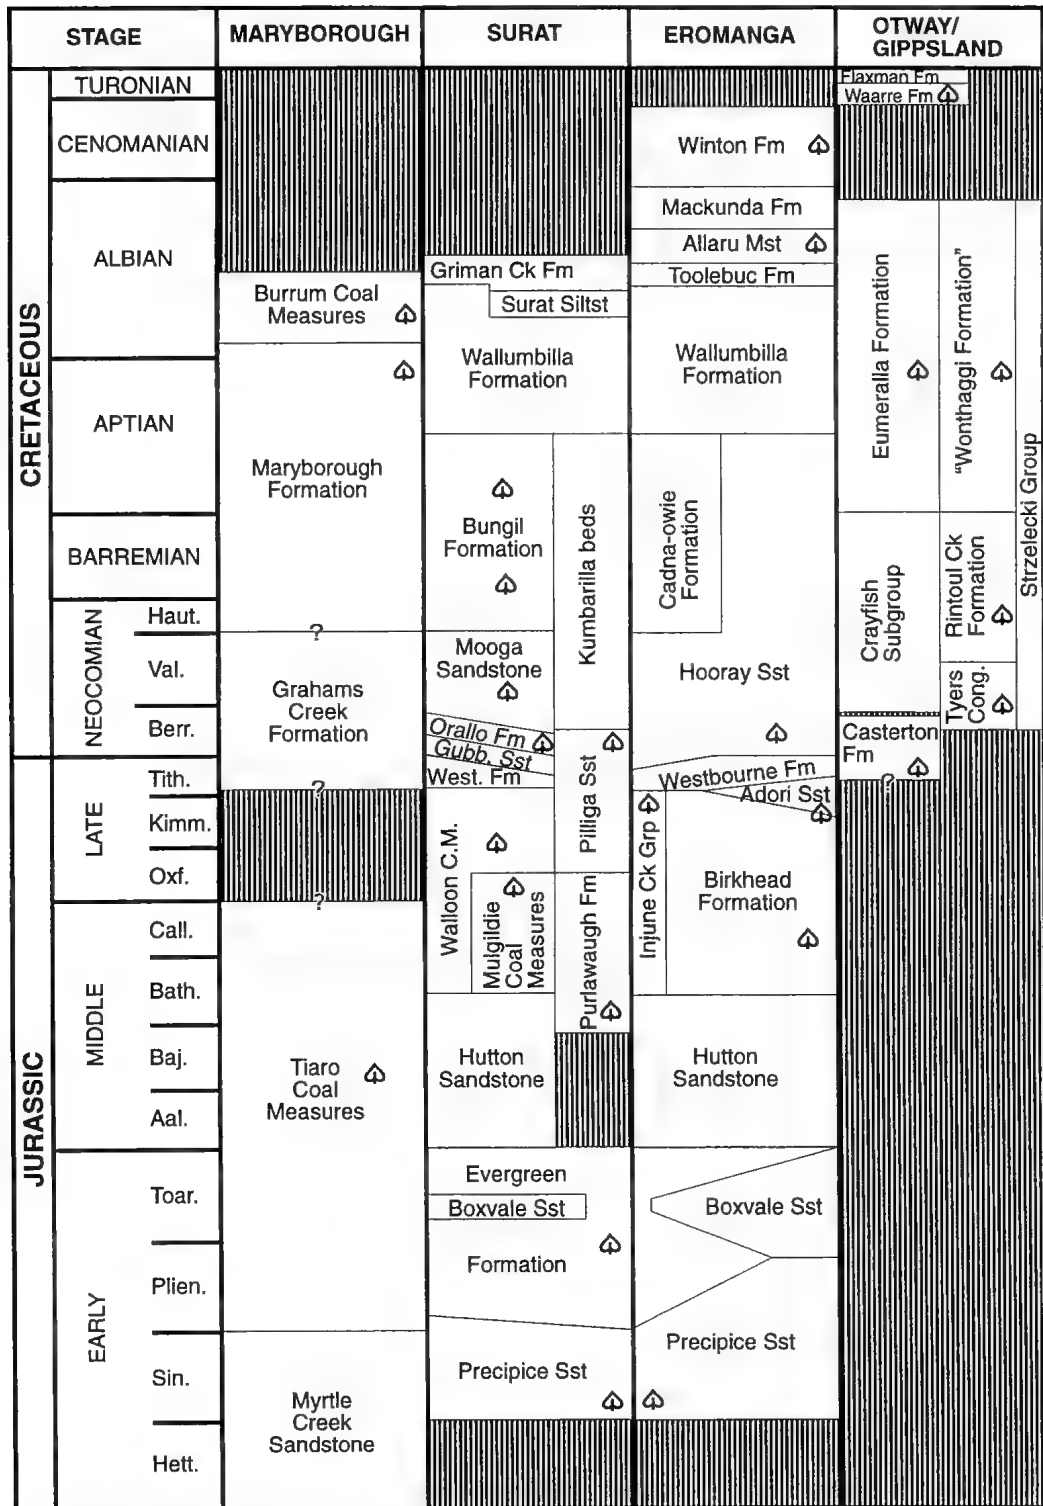 STAGE
MARYBOROUGH
SURAT
EROMANGA
OTWAY/
GIPPSLAND
CRETACEOUS
TURONIAN
CENOMANIAN
ALBIAN
APTIAN
BARREMIAN
NEOCOMIAN
Haut.
Val.
Berr.
JURASSIC
LATE
Tith.
Kimm.
Oxf.
MIDDLE
Call.
Bath.
Baj.
Aal.
EARLY
Toar.
Plien.
Sin.
Hett.
Burrum Coal
Measures
Maryborough
Formation
?
Grahams
Creek
Formation
?
?
Tiaro
Coal
Measures
Myrtle
Creek
Sandstone
Griman Ck Fm
Surat Siltst
Wallumbilla
Formation
Bungil
Formation
Kumbarilla beds
Mooga
Sandstone
Orallo Fm
Gubb. Sst
West. Fm
Pilliga Sst
Walloon C.M.
Mulgildie
Coal
Measures
Purlawaugh Fm
Hutton
Sandstone
Evergreen
Boxvale Sst
Formation
Precipice Sst
Winton Fm
Mackunda Fm
Allaru Mst
Toolebuc Fm
Wallumbilla
Formation
Cadna-owie
Formation
Hooray Sst
Westbourne Fm
Adori Sst
Injune Ck Grp
Birkhead
Formation
Hutton
Sandstone
Boxvale Sst
Precipice Sst
Flaxman Fm
Waarre Fm
Eumeralla Formation
"Wonthaggi Formation"
Strzelecki Group
Crayfish
Subgroup
Rintoul Ck
Formation
Tyers
Cong.
Casterton
Fm
?